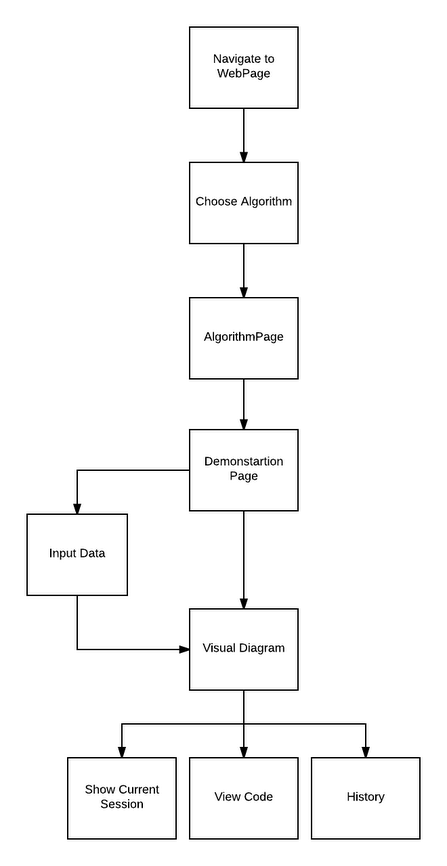 Navigate to
WebPage
Choose Algorithm
AlgorithmPage
Demonstartion
Page
Input Data
Visual Diagram
Show Current
Session
View Code
History